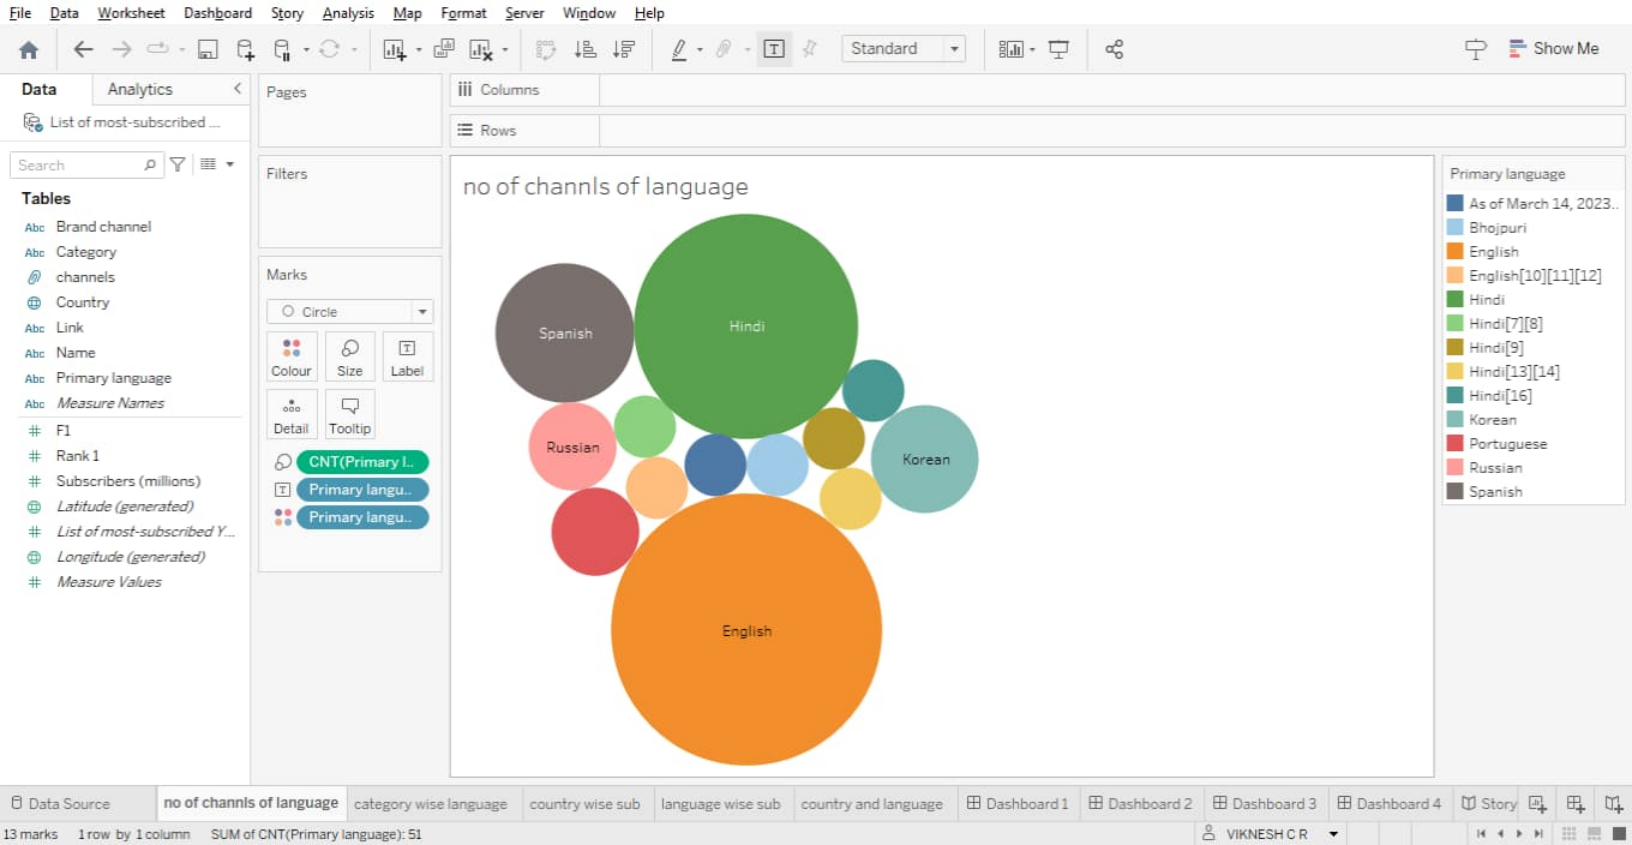 File Data Worksheet Dashboard Story Analysis Map Format Server Window Help
Standard
Show Me
Data Analytics
List of most-subscribed ...
Search
Tables
Abc Brand channel
Abc Category
channels
Country
Abc Link
Abc Name
Abc Primary language
Abc Measure Names
# F1
# Rank 1
# Subscribers (millions)
Latitude (generated)
# List of most-subscribed Y...
Longitude (generated)
# Measure Values
Pages
Filters
Marks
Circle
Colour Size Label
Detail Tooltip
CNT(Primary l..
Primary langu..
Primary langu..
Columns
Rows
no of channls of language
Spanish
Hindi
Russian
Korean
English
Primary language
As of March 14, 2023..
Bhojpuri
English
English[10][11][12]
Hindi
Hindi[7][8]
Hindi[9]
Hindi[13][14]
Hindi[16]
Korean
Portuguese
Russian
Spanish
Data Source no of channls of language category wise language country wise sub language wise sub country and language Dashboard 1 Dashboard 2 Dashboard 3 Dashboard 4 Story
13 marks 1 row by 1 column SUM of CNT(Primary language): 51 VIKNESH C R